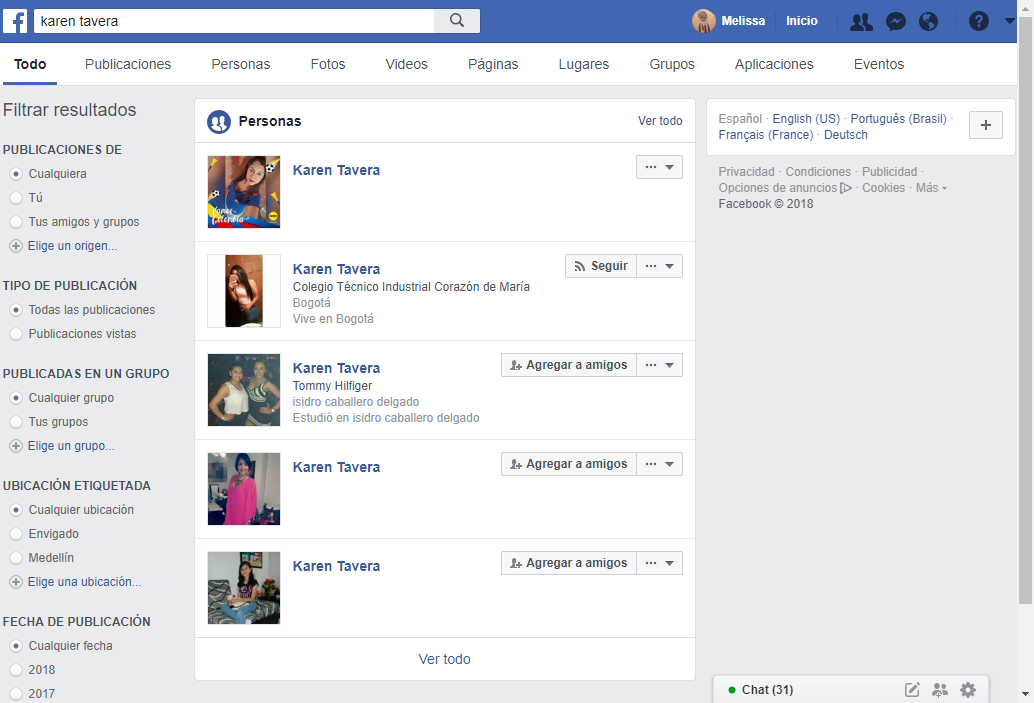 karen tavera
Melissa
Inicio
Todo
Publicaciones
Personas
Fotos
Videos
Páginas
Lugares
Grupos
Aplicaciones
Eventos
Filtrar resultados
PUBLICACIONES DE
Cualquiera
Tú
Tus amigos y grupos
Elige un origen...
TIPO DE PUBLICACIÓN
Todas las publicaciones
Publicaciones vistas
PUBLICADAS EN UN GRUPO
Cualquier grupo
Tus grupos
Elige un grupo...
UBICACIÓN ETIQUETADA
Cualquier ubicación
Envigado
Medellín
Elige una ubicación...
FECHA DE PUBLICACIÓN
Cualquier fecha
2018
2017
Personas
Ver todo
Karen Tavera
Vamos
Colombia
Karen Tavera
Seguir
Colegio Técnico Industrial Corazón de María
Bogotá
Vive en Bogotá
Karen Tavera
Agregar a amigos
Tommy Hilfiger
isidro caballero delgado
Estudió en isidro caballero delgado
Karen Tavera
Agregar a amigos
Karen Tavera
Agregar a amigos
Ver todo
Español · English (US) · Português (Brasil) ·
Français (France) · Deutsch
Privacidad · Condiciones · Publicidad ·
Opciones de anuncios · Cookies · Más
Facebook © 2018
Chat (31)